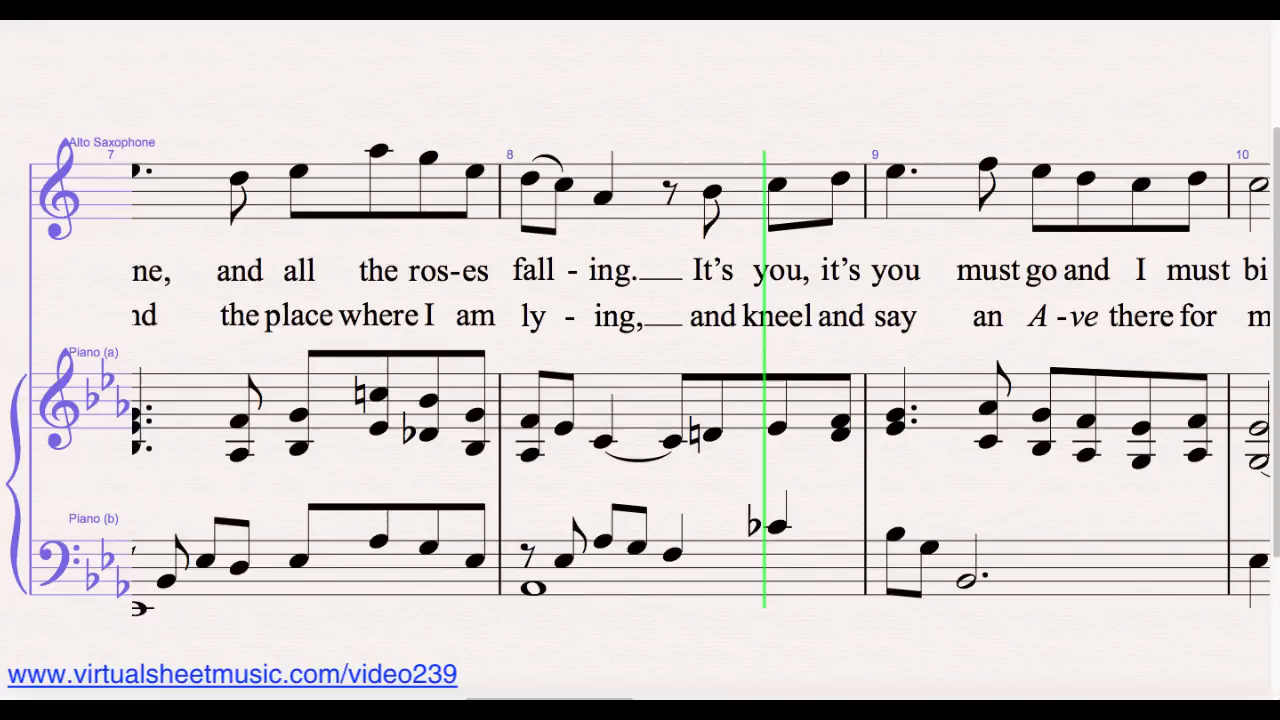 Alto Saxophone
7 8 9 10
ne, and all the ros-es fall - ing. It's you, it's you must go and I must bi
nd the place where I am ly - ing, and kneel and say an A - ve there for m
Piano (a)
Piano (b)
www.virtualsheetmusic.com/video239